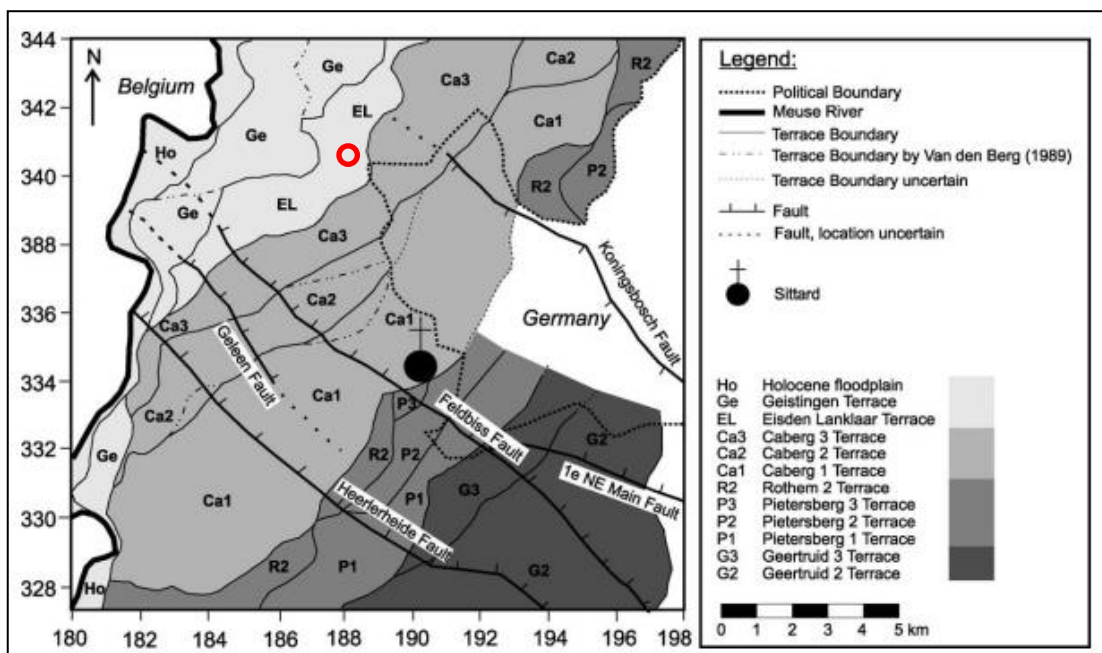 344
342
340
388
336
334
332
330
328
180 182 184 186 188 190 192 194 196 198
N
Belgium
Germany
Ho
Ge
Ge
Ge
EL
EL
Ca3
Ca2
R2
Ca1
R2
P2
Ca3
Ca2
Ca1
Ca3
Ca2
Ca1
P3
R2
P2
P1
G3
G2
Ge
Ca1
Ho
R2
P1
G2
Koningsbosch Fault
Geleen Fault
Feldbiss Fault
1e NE Main Fault
Heerlerheide Fault
Legend:
Political Boundary
Meuse River
Terrace Boundary
Terrace Boundary by Van den Berg (1989)
Terrace Boundary uncertain
Fault
Fault, location uncertain
Sittard
Ho Holocene floodplain
Ge Geistingen Terrace
EL Eisden Lanklaar Terrace
Ca3 Caberg 3 Terrace
Ca2 Caberg 2 Terrace
Ca1 Caberg 1 Terrace
R2 Rothem 2 Terrace
P3 Pietersberg 3 Terrace
P2 Pietersberg 2 Terrace
P1 Pietersberg 1 Terrace
G3 Geertruid 3 Terrace
G2 Geertruid 2 Terrace
0 1 2 3 4 5 km